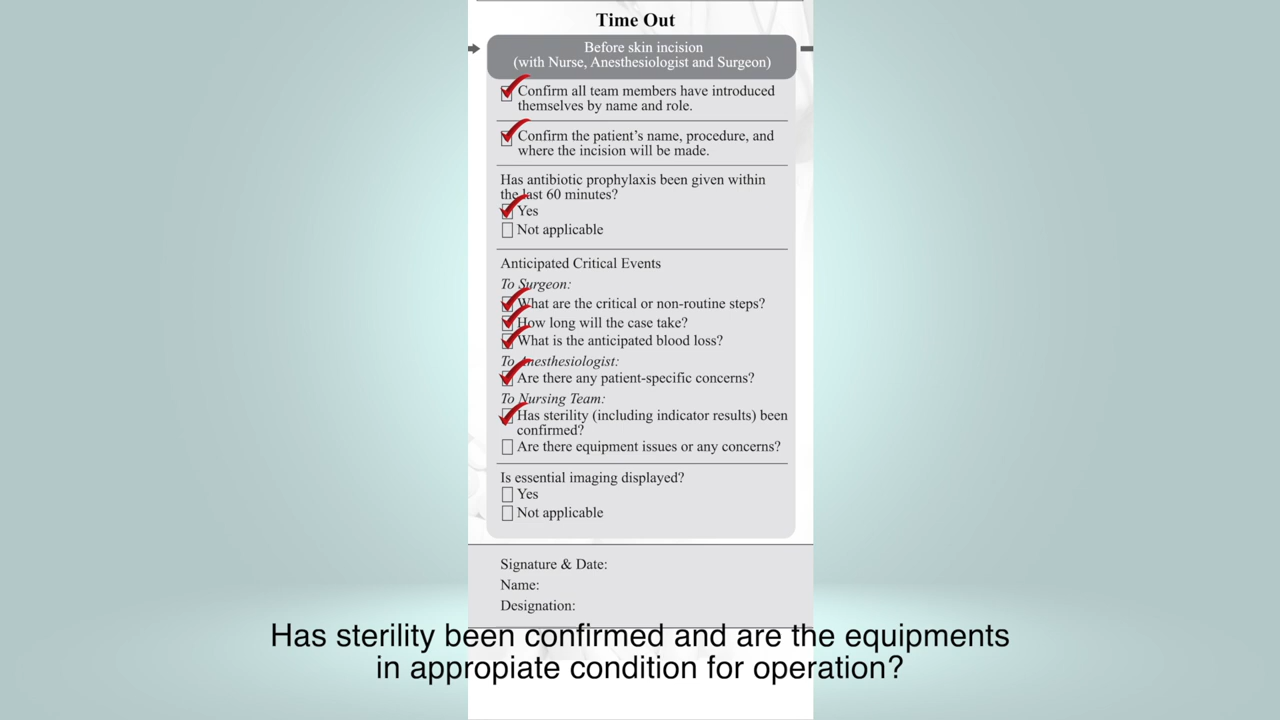 Time Out
Before skin incision
(with Nurse, Anesthesiologist and Surgeon)
Confirm all team members have introduced
themselves by name and role.
Confirm the patient's name, procedure, and
where the incision will be made.
Has antibiotic prophylaxis been given within
the last 60 minutes?
Yes
Not applicable
Anticipated Critical Events
To Surgeon:
What are the critical or non-routine steps?
How long will the case take?
What is the anticipated blood loss?
To Anesthesiologist:
Are there any patient-specific concerns?
To Nursing Team:
Has sterility (including indicator results) been
confirmed?
Are there equipment issues or any concerns?
Is essential imaging displayed?
Yes
Not applicable
Signature & Date:
Name:
Designation:
Has sterility been confirmed and are the equipments
in appropiate condition for operation?